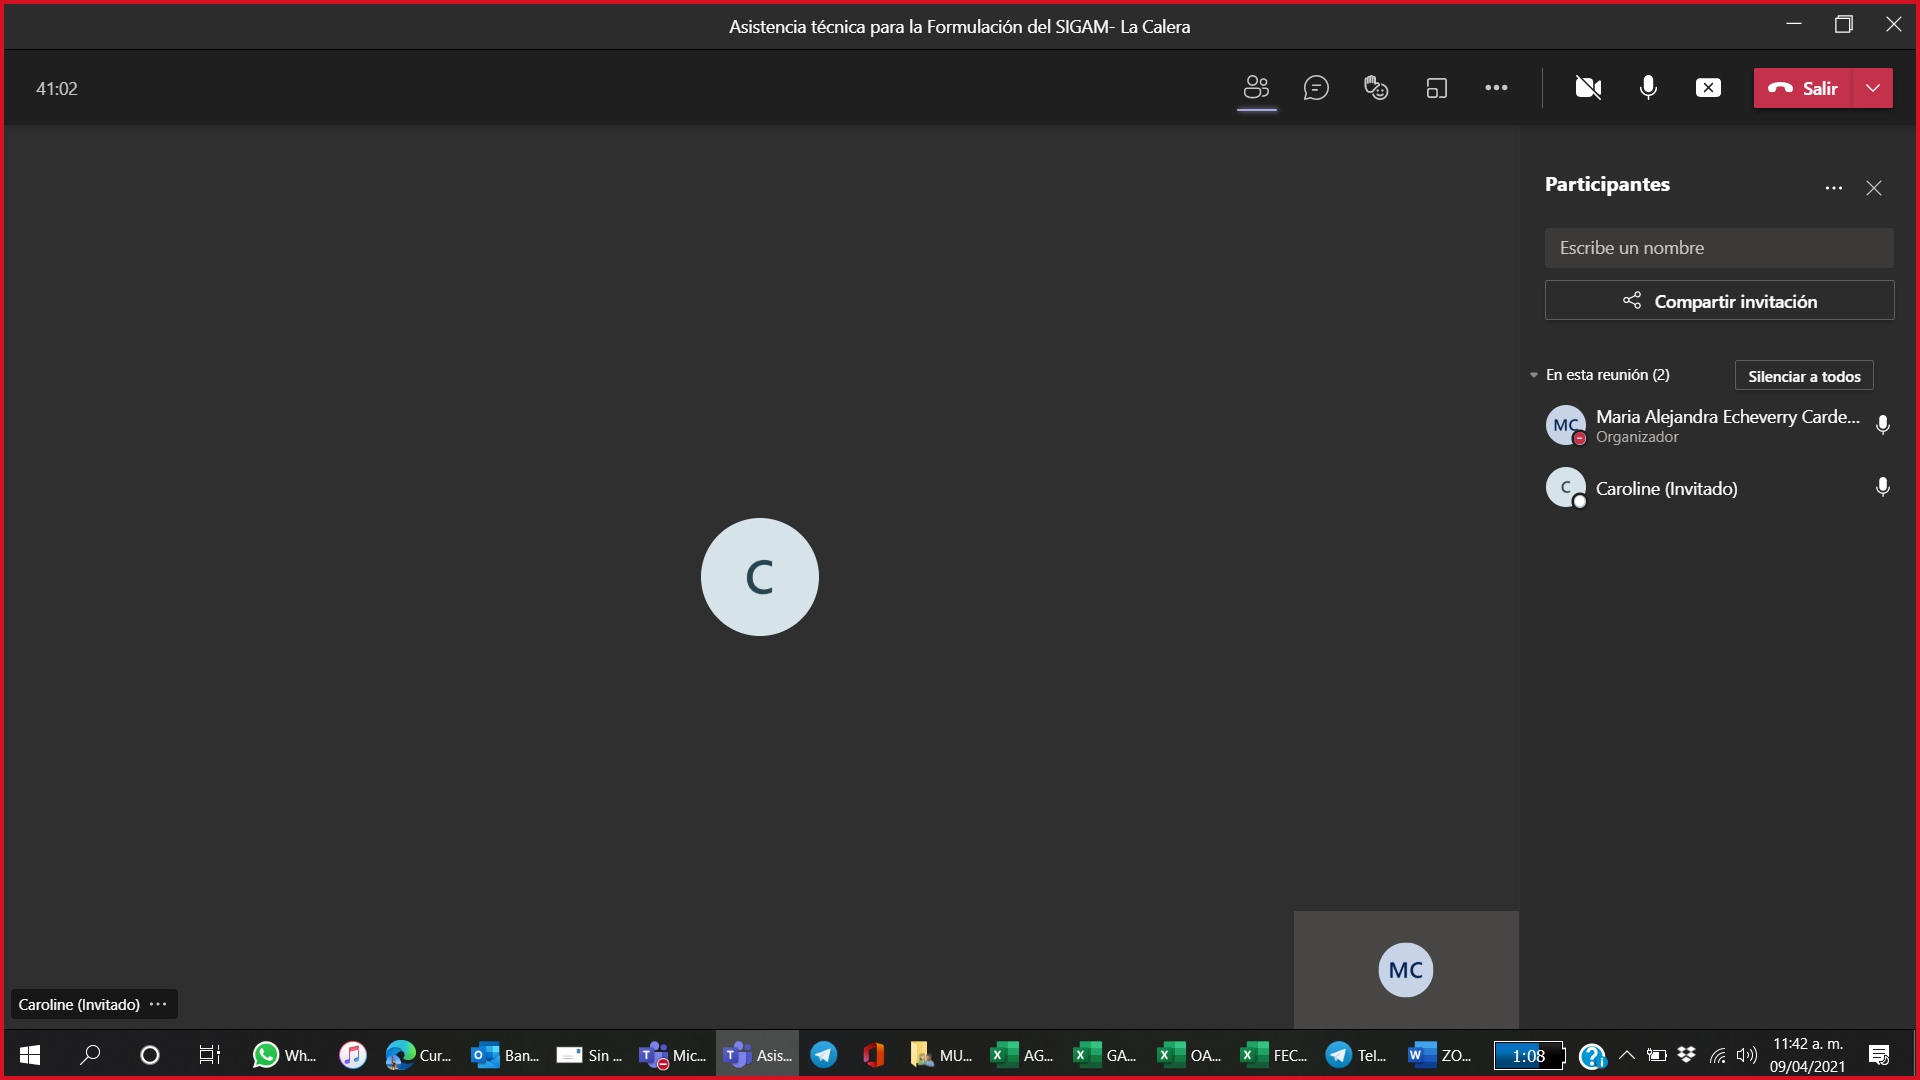 Asistencia técnica para la Formulación del SIGAM- La Calera
41:02
Salir
Participantes
Escribe un nombre
Compartir invitación
En esta reunión (2)
Silenciar a todos
MC
Maria Alejandra Echeverry Carde...
Organizador
C
Caroline (Invitado)
C
MC
Caroline (Invitado)
Wh...
Cur...
Ban...
Sin ...
Mic...
Asis...
MU...
AG...
GA...
OA...
FEC...
Tel...
ZO...
1:08
11:42 a. m.
09/04/2021